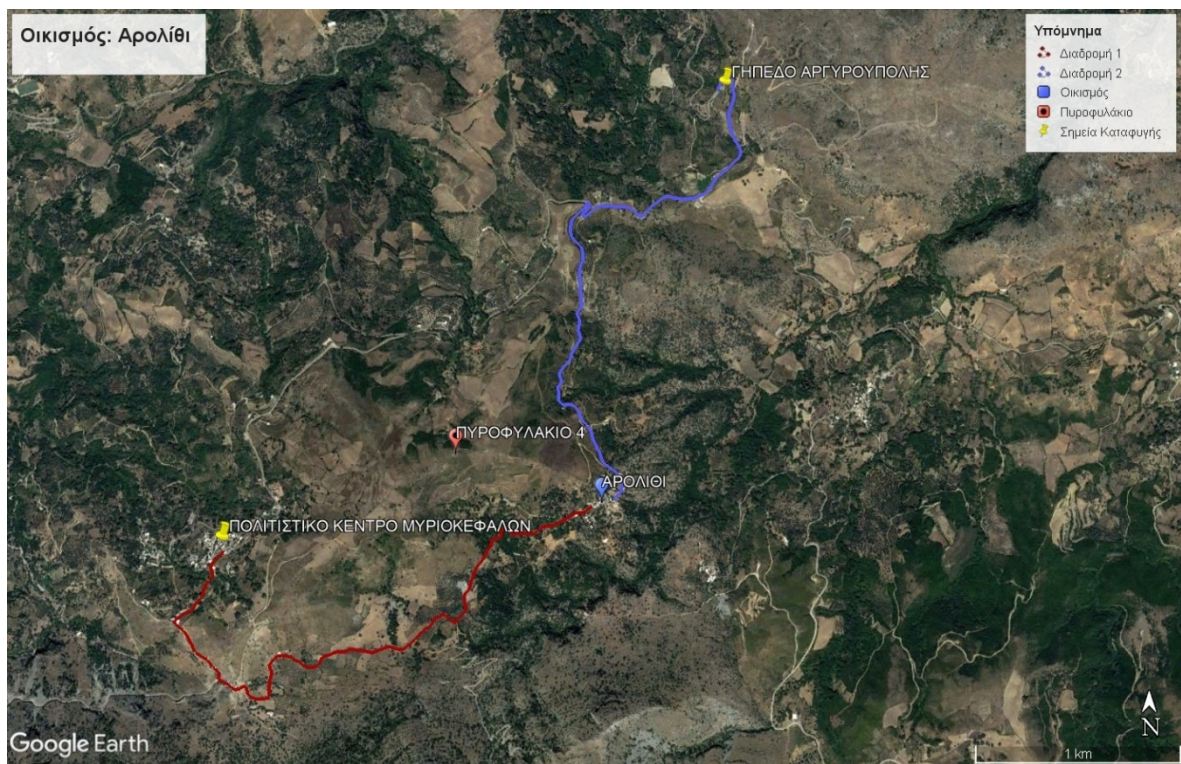 Οικισμός: Αρολίθι
Υπόμνημα
Διαδρομή 1
Διαδρομή 2
Οικισμός
Πυροφυλάκιο
Σημεία Καταφυγής
ΓΗΠΕΔΟ ΑΡΓΥΡΟΥΠΟΛΗΣ
ΠΥΡΟΦΥΛΑΚΙΟ 4
ΑΡΟΛΙΘΙ
ΠΟΛΙΤΙΣΤΙΚΟ ΚΕΝΤΡΟ ΜΥΡΙΟΚΕΦΑΛΩΝ
N
Google Earth
1 km